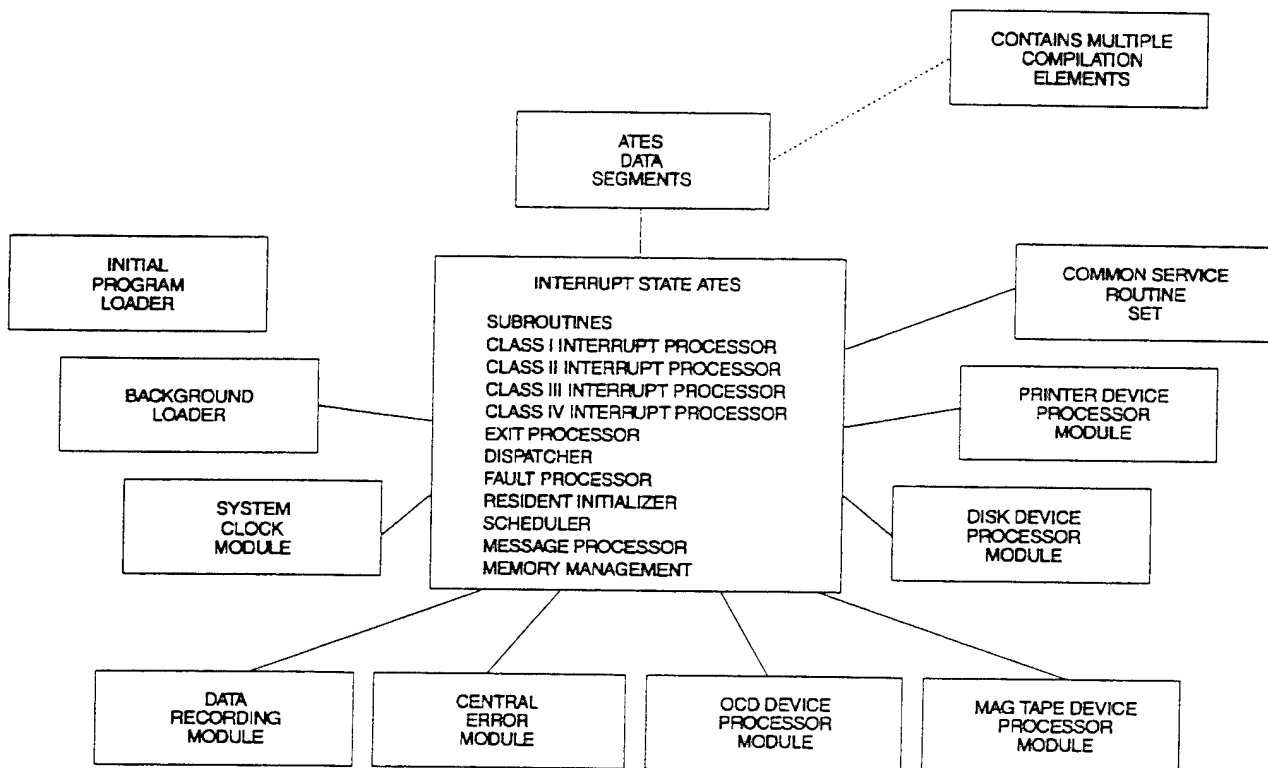 CONTAINS MULTIPLE
COMPILATION
ELEMENTS
ATES
DATA
SEGMENTS
INITIAL
PROGRAM
LOADER
INTERRUPT STATE ATES
SUBROUTINES
CLASS I INTERRUPT PROCESSOR
CLASS II INTERRUPT PROCESSOR
CLASS III INTERRUPT PROCESSOR
CLASS IV INTERRUPT PROCESSOR
EXIT PROCESSOR
DISPATCHER
FAULT PROCESSOR
RESIDENT INITIALIZER
SCHEDULER
MESSAGE PROCESSOR
MEMORY MANAGEMENT
COMMON SERVICE
ROUTINE
SET
BACKGROUND
LOADER
PRINTER DEVICE
PROCESSOR
MODULE
SYSTEM
CLOCK
MODULE
DISK DEVICE
PROCESSOR
MODULE
DATA
RECORDING
MODULE
CENTRAL
ERROR
MODULE
OCD DEVICE
PROCESSOR
MODULE
MAG TAPE DEVICE
PROCESSOR
MODULE